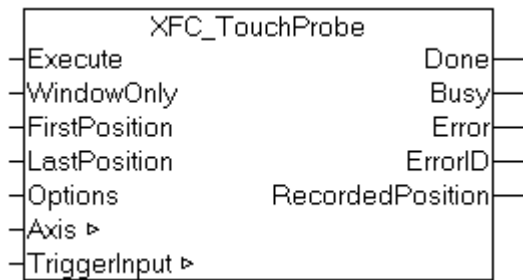 XFC_TouchProbe
Execute Done
WindowOnly Busy
FirstPosition Error
LastPosition ErrorID
Options RecordedPosition
Axis ▹
TriggerInput ▹